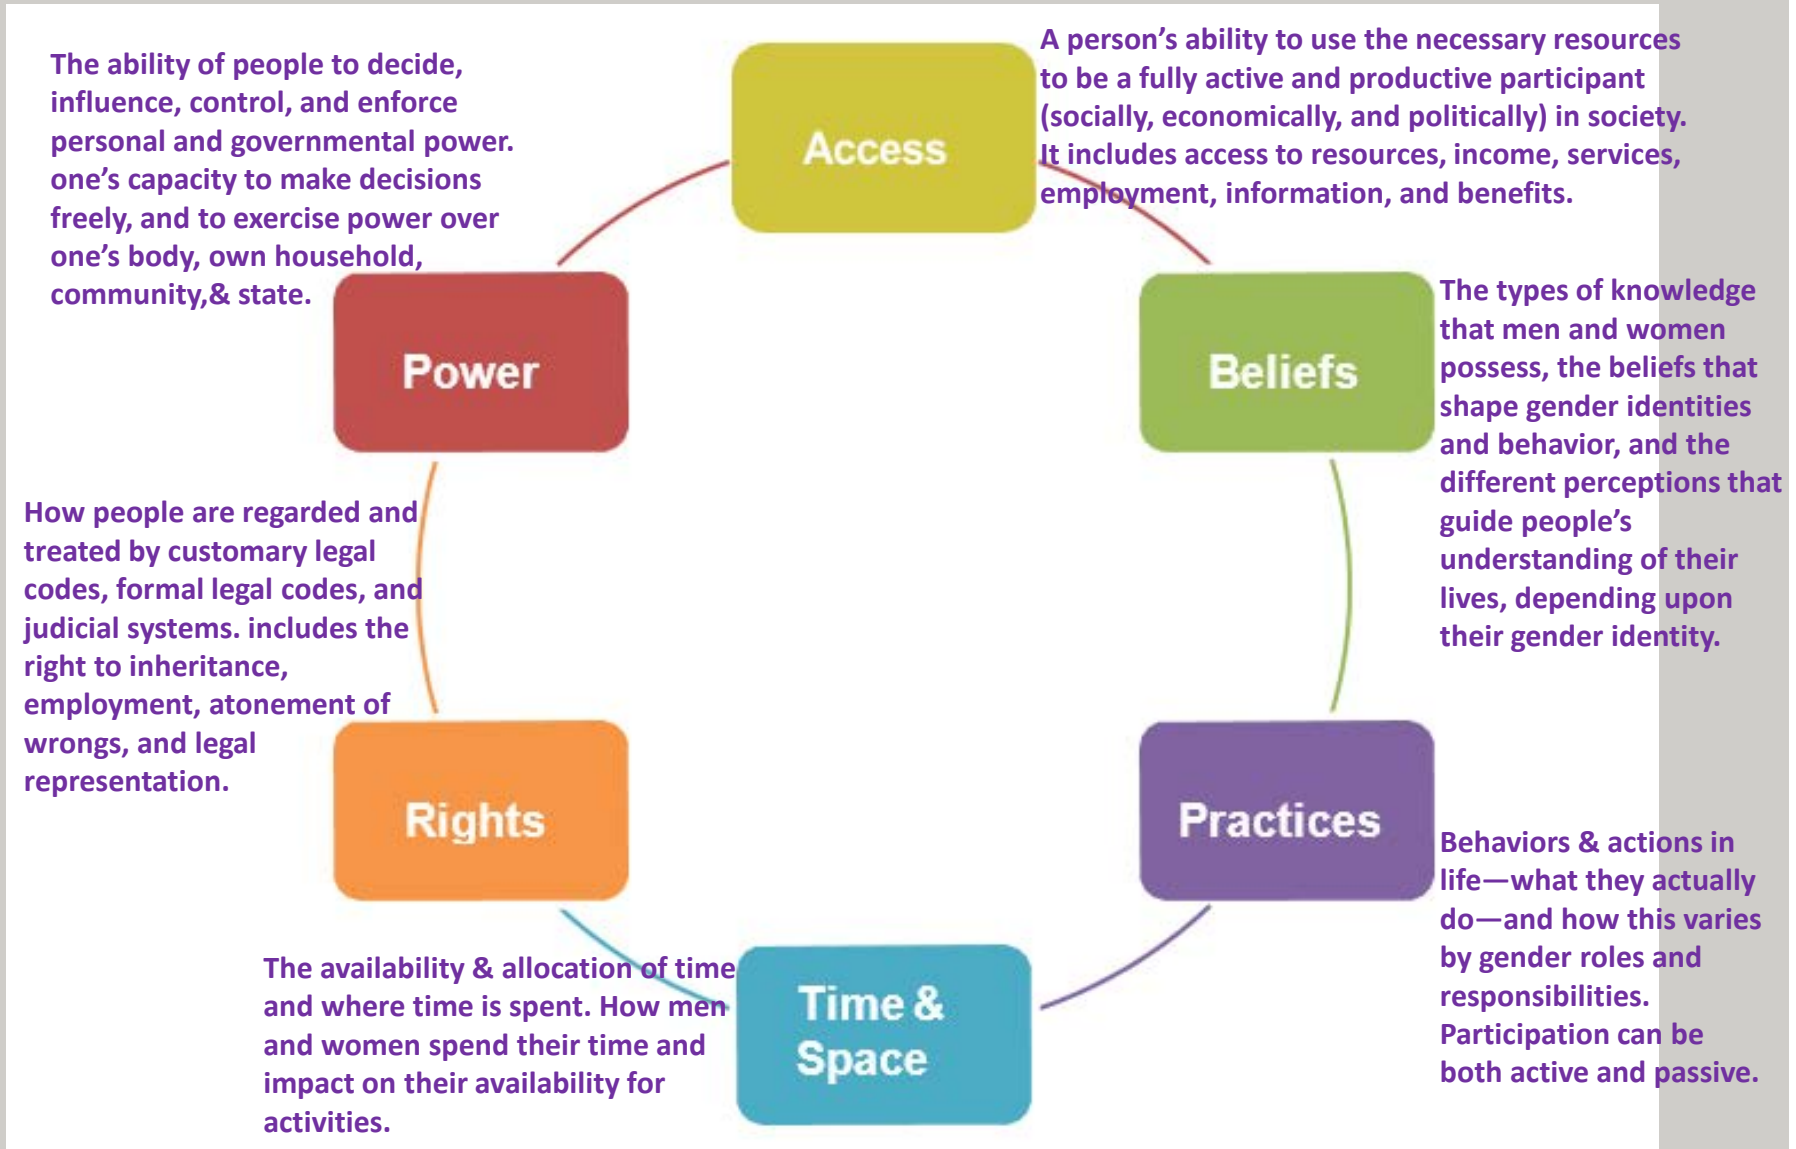 The ability of people to decide,
influence, control, and enforce
personal and governmental power.
one’s capacity to make decisions
freely, and to exercise power over
one’s body, own household,
community,& state.
Access
A person’s ability to use the necessary resources
to be a fully active and productive participant
(socially, economically, and politically) in society.
It includes access to resources, income, services,
employment, information, and benefits.
Power
Beliefs
The types of knowledge
that men and women
possess, the beliefs that
shape gender identities
and behavior, and the
different perceptions that
guide people’s
understanding of their
lives, depending upon
their gender identity.
How people are regarded and
treated by customary legal
codes, formal legal codes, and
judicial systems. includes the
right to inheritance,
employment, atonement of
wrongs, and legal
representation.
Rights
Practices
Behaviors & actions in
life—what they actually
do—and how this varies
by gender roles and
responsibilities.
Participation can be
both active and passive.
The availability & allocation of time
and where time is spent. How men
and women spend their time and
impact on their availability for
activities.
Time &
Space